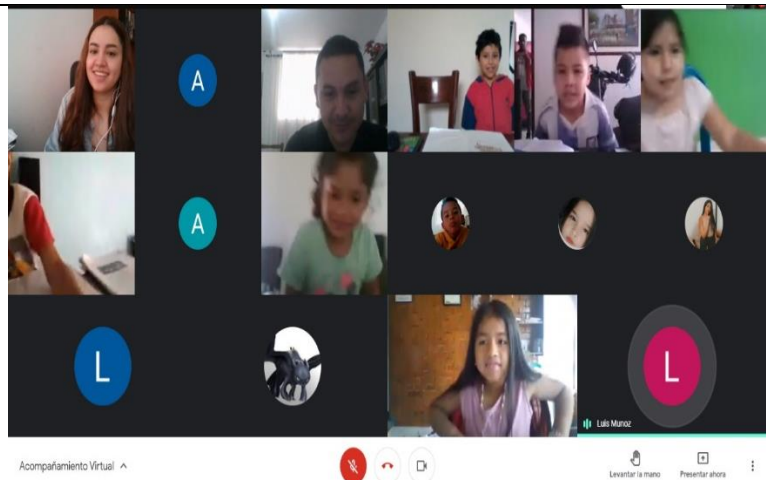 A
A
L
L
Luis Munoz
Acompañamiento Virtual
Levantar la mano
Presentar ahora